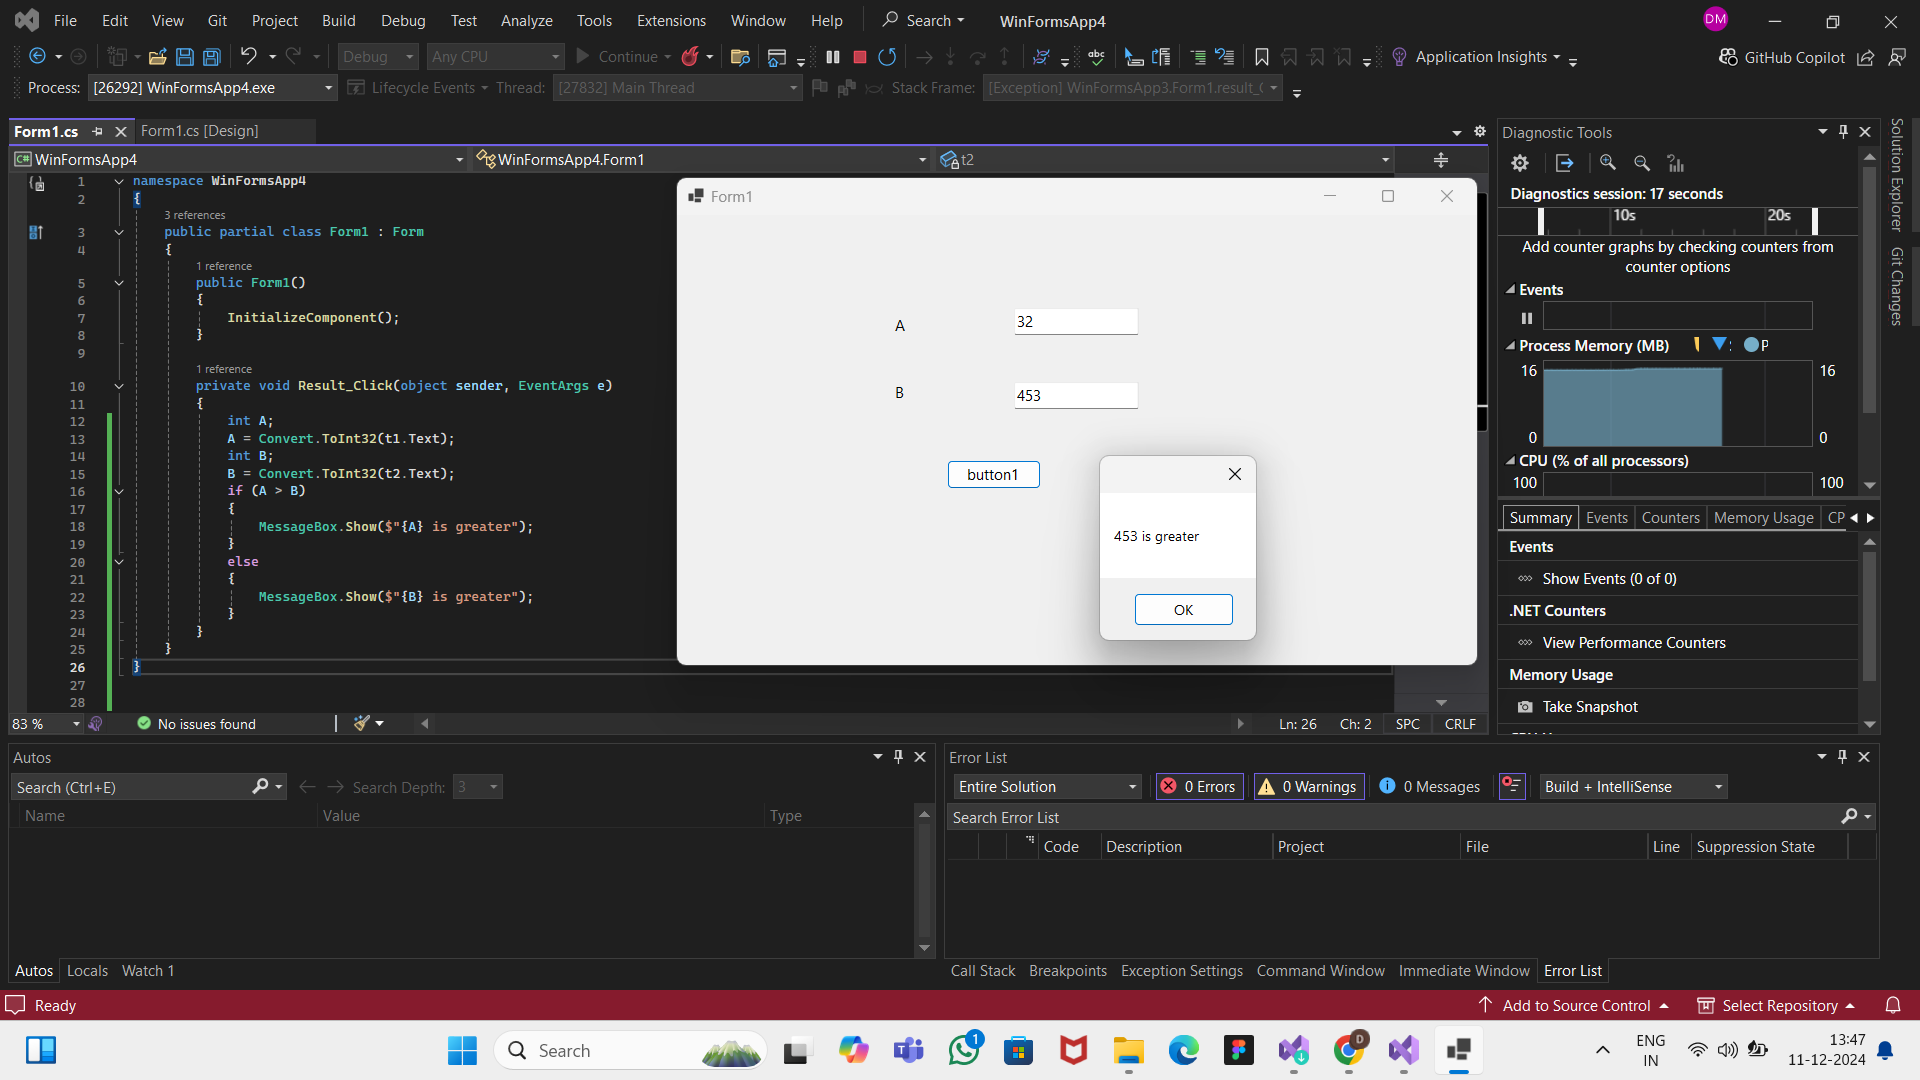 File Edit View Git Project Build Debug Test Analyze Tools Extensions Window Help Search WinFormsApp4 DM
Debug Any CPU Continue abc Application Insights GitHub Copilot
Process: [26292] WinFormsApp4.exe Lifecycle Events Thread: [27832] Main Thread Stack Frame: [Exception] WinFormsApp3.Form1.result_
Form1.cs Form1.cs [Design]
C# WinFormsApp4 WinFormsApp4.Form1 t2
1 namespace WinFormsApp4
2 {
3 references
3 public partial class Form1 : Form
4 {
1 reference
5 public Form1()
6 {
7 InitializeComponent();
8 }
9
1 reference
10 private void Result_Click(object sender, EventArgs e)
11 {
12 int A;
13 A = Convert.ToInt32(t1.Text);
14 int B;
15 B = Convert.ToInt32(t2.Text);
16 if (A > B)
17 {
18 MessageBox.Show($"{A} is greater");
19 }
20 else
21 {
22 MessageBox.Show($"{B} is greater");
23 }
24 }
25 }
26 }
27
28
83 % No issues found Ln: 26 Ch: 2 SPC CRLF
Form1
A 32
B 453
button1
453 is greater
OK
Diagnostic Tools
Diagnostics session: 17 seconds
10s 20s
Add counter graphs by checking counters from
counter options
Events
Process Memory (MB) P
16 16
0 0
CPU (% of all processors)
100 100
Summary Events Counters Memory Usage CP
Events
Show Events (0 of 0)
.NET Counters
View Performance Counters
Memory Usage
Take Snapshot
Solution Explorer
Git Changes
Autos
Search (Ctrl+E) Search Depth: 3
Name Value Type
Autos Locals Watch 1
Error List
Entire Solution 0 Errors 0 Warnings 0 Messages Build + IntelliSense
Search Error List
Code Description Project File Line Suppression State
Call Stack Breakpoints Exception Settings Command Window Immediate Window Error List
Ready Add to Source Control Select Repository
Search 1 D ENG 13:47
IN 11-12-2024